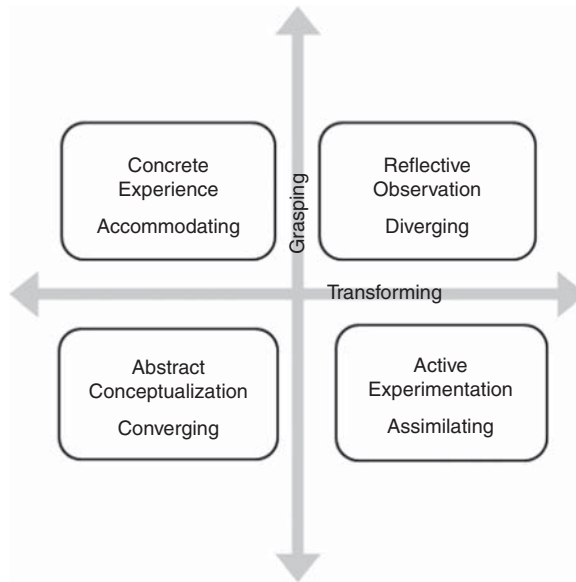 Concrete
Experience
Accommodating
Reflective
Observation
Diverging
Grasping
Transforming
Abstract
Conceptualization
Converging
Active
Experimentation
Assimilating